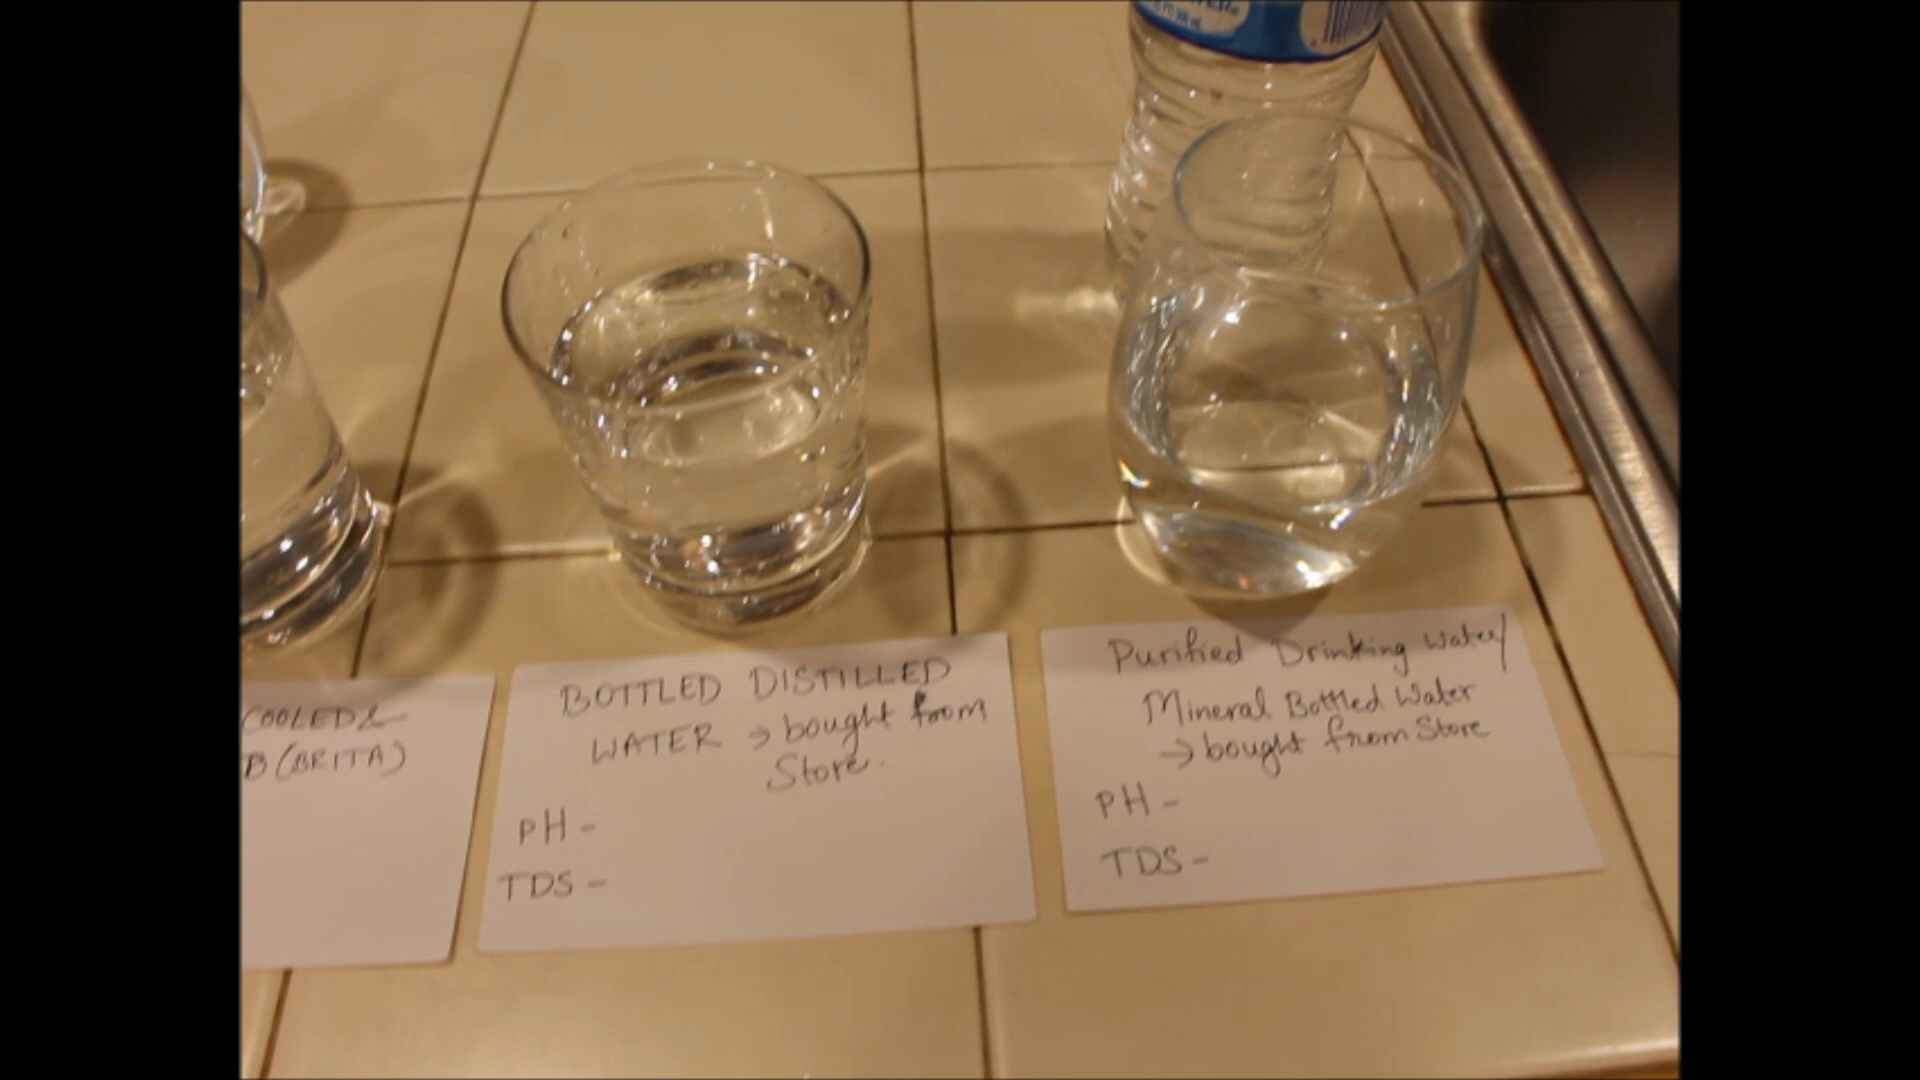 COOLED &
B (BRITA)
BOTTLED DISTILLED
WATER → bought from
Store.
PH -
TDS -
Purified Drinking Water/
Mineral Bottled Water
→ bought from Store
PH -
TDS -